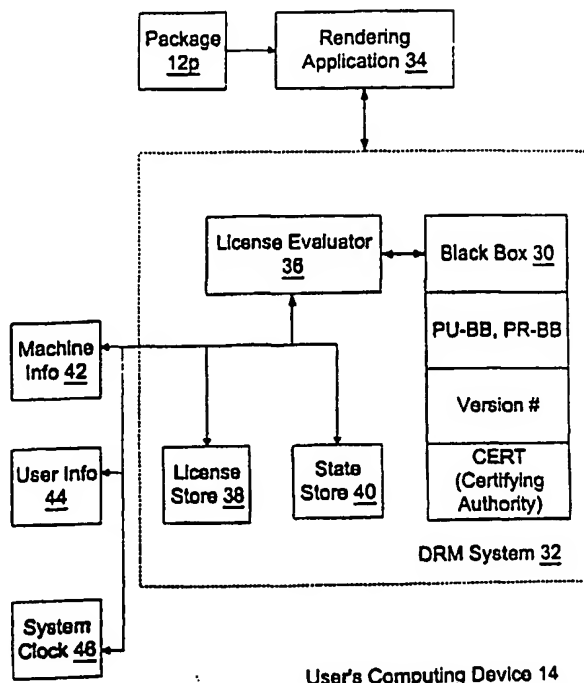 Package
12p
Rendering
Application 34
License Evaluator
36
Black Box 30
PU-BB, PR-BB
Version #
CERT
(Certifying
Authority)
Machine
Info 42
User Info
44
License
Store 38
State
Store 40
DRM System 32
System
Clock 46
User's Computing Device 14